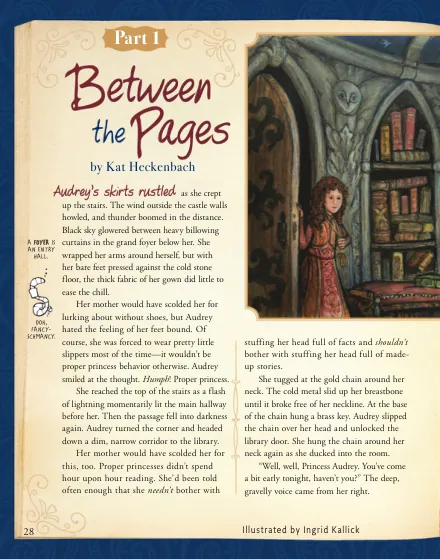 Part 1
Between
the Pages
by Kat Heckenbach
Audrey's skirts rustled as she crept
up the stairs. The wind outside the castle walls
howled, and thunder boomed in the distance.
Black sky glowered between heavy billowing
curtains in the grand foyer below her. She
wrapped her arms around herself, but with
her bare feet pressed against the cold stone
floor, the thick fabric of her gown did little to
ease the chill.
A FOYER IS
AN ENTRY
HALL.
OOH,
FANCY-
SCHMANCY.
Her mother would have scolded her for
lurking about without shoes, but Audrey
hated the feeling of her feet bound. Of
course, she was forced to wear pretty little
slippers most of the time—it wouldn't be
proper princess behavior otherwise. Audrey
smiled at the thought. Humph! Proper princess.
She reached the top of the stairs as a flash
of lightning momentarily lit the main hallway
before her. Then the passage fell into darkness
again. Audrey turned the corner and headed
down a dim, narrow corridor to the library.
Her mother would have scolded her for
this, too. Proper princesses didn't spend
hour upon hour reading. She'd been told
often enough that she needn't bother with
stuffing her head full of facts and shouldn't
bother with stuffing her head full of made-
up stories.
She tugged at the gold chain around her
neck. The cold metal slid up her breastbone
until it broke free of her neckline. At the base
of the chain hung a brass key. Audrey slipped
the chain over her head and unlocked the
library door. She hung the chain around her
neck again as she ducked into the room.
"Well, well, Princess Audrey. You've come
a bit early tonight, haven't you?" The deep,
gravelly voice came from her right.
28
Illustrated by Ingrid Kallick